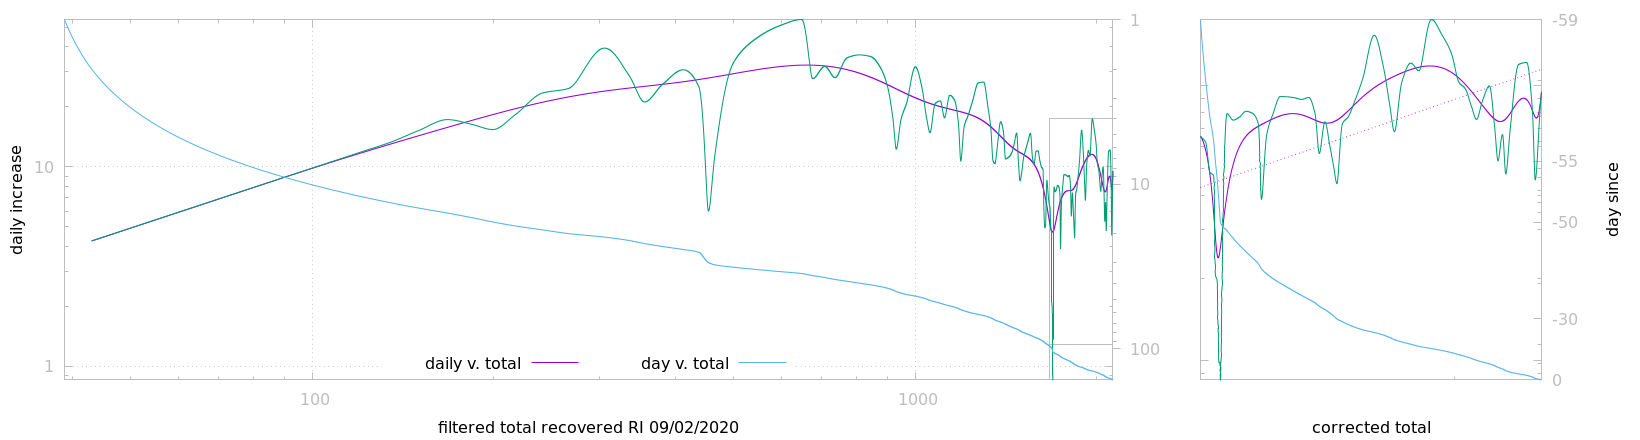 daily increase
10
1
100
1000
1
10
100
daily v. total
day v. total
filtered total recovered RI 09/02/2020
-59
-55
-50
-30
0
day since
corrected total